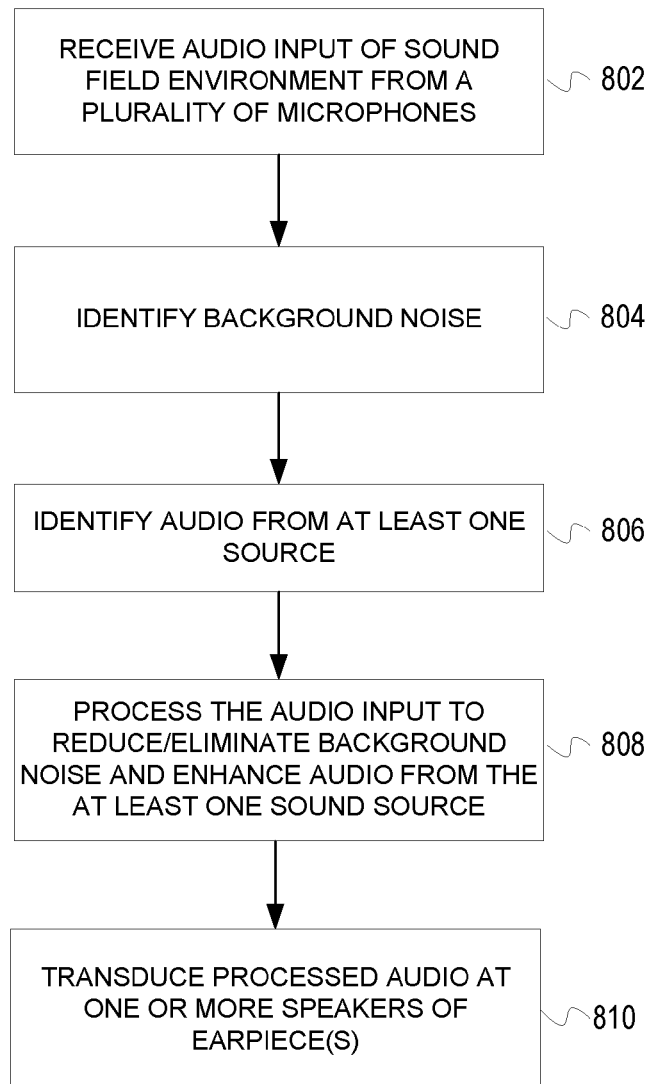 RECEIVE AUDIO INPUT OF SOUND
FIELD ENVIRONMENT FROM A
PLURALITY OF MICROPHONES
802
IDENTIFY BACKGROUND NOISE
804
IDENTIFY AUDIO FROM AT LEAST ONE
SOURCE
806
PROCESS THE AUDIO INPUT TO
REDUCE/ELIMINATE BACKGROUND
NOISE AND ENHANCE AUDIO FROM THE
AT LEAST ONE SOUND SOURCE
808
TRANSDUCE PROCESSED AUDIO AT
ONE OR MORE SPEAKERS OF
EARPIECE(S)
810